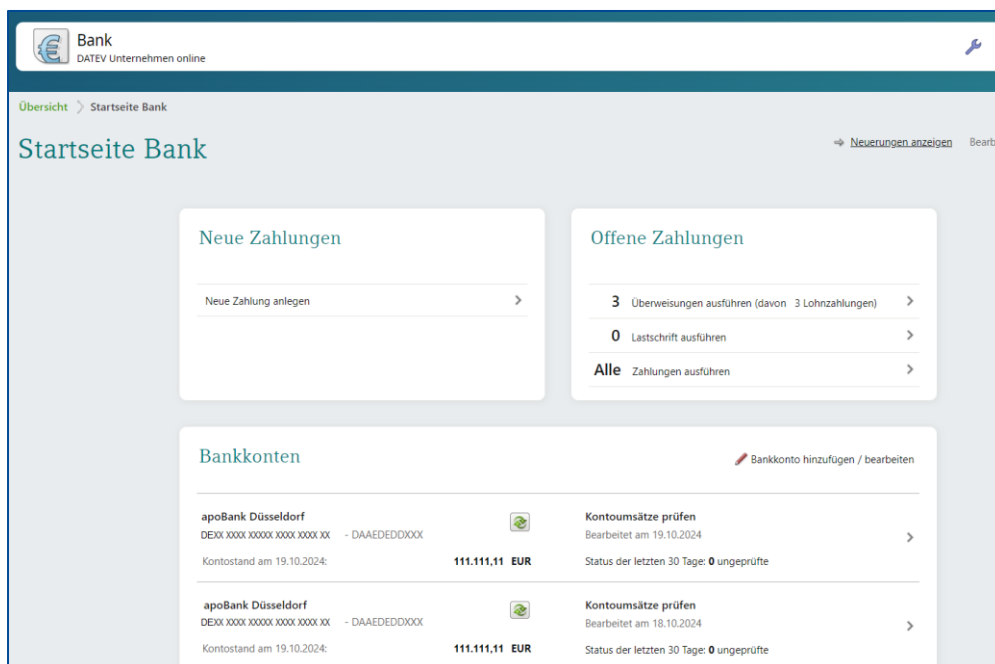 Bank
DATEV Unternehmen online
Übersicht Startseite Bank
Startseite Bank
Neuerungen anzeigen Bearb
Neue Zahlungen
Neue Zahlung anlegen
Offene Zahlungen
3 Überweisungen ausführen (davon 3 Lohnzahlungen)
0 Lastschrift ausführen
Alle Zahlungen ausführen
Bankkonten
Bankkonto hinzufügen / bearbeiten
apoBank Düsseldorf
DEXX XXXX XXXXX XXXX XXXX XX - DAAEDEDDXXX
Kontostand am 19.10.2024: 111.111,11 EUR
Kontoumsätze prüfen
Bearbeitet am 19.10.2024
Status der letzten 30 Tage: 0 ungeprüfte
apoBank Düsseldorf
DEXX XXXX XXXXX XXXX XXXX XX - DAAEDEDDXXX
Kontostand am 19.10.2024: 111.111,11 EUR
Kontoumsätze prüfen
Bearbeitet am 18.10.2024
Status der letzten 30 Tage: 0 ungeprüfte